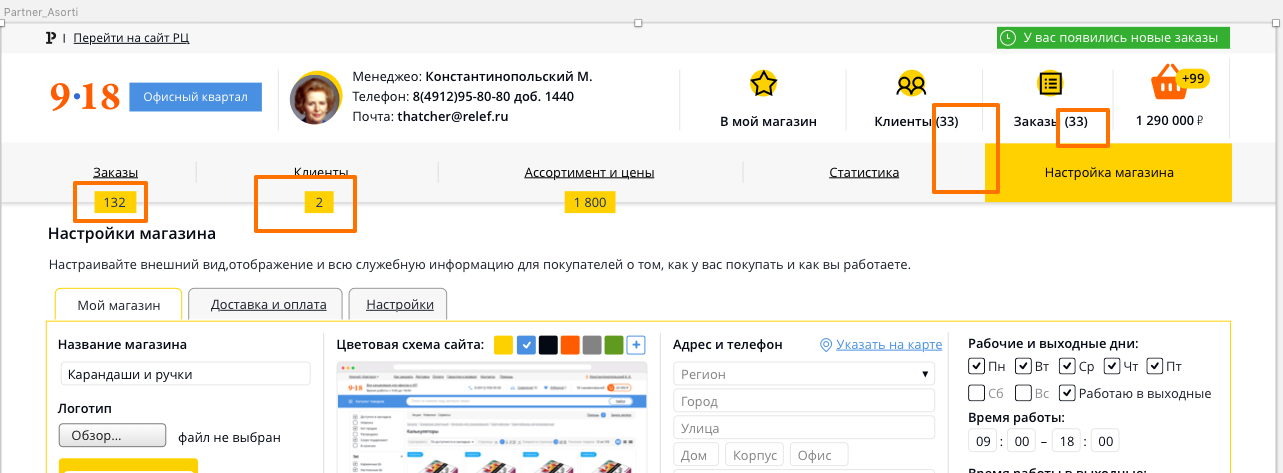 Partner_Asorti
Перейти на сайт РЦ
У вас появились новые заказы
9·18 Офисный квартал
Менеджео: Константинопольский М.
Телефон: 8(4912)95-80-80 доб. 1440
Почта: thatcher@relef.ru
+99
В мой магазин Клиенты (33) Заказы (33) 1 290 000 ₽
Заказы Клиенты Ассортимент и цены Статистика Настройка магазина
132 2 1 800
Настройки магазина
Настраивайте внешний вид,отображение и всю служебную информацию для покупателей о том, как у вас покупать и как вы работаете.
Мой магазин Доставка и оплата Настройки
Название магазина
Карандаши и ручки
Логотип
Обзор... файл не выбран
Цветовая схема сайта:
9·18
Адрес и телефон Указать на карте
Регион
Город
Улица
Дом Корпус Офис
Рабочие и выходные дни:
Пн Вт Ср Чт Пт
Сб Вс Работаю в выходные
Время работы:
09 : 00 – 18 : 00
Время работы в выходные: